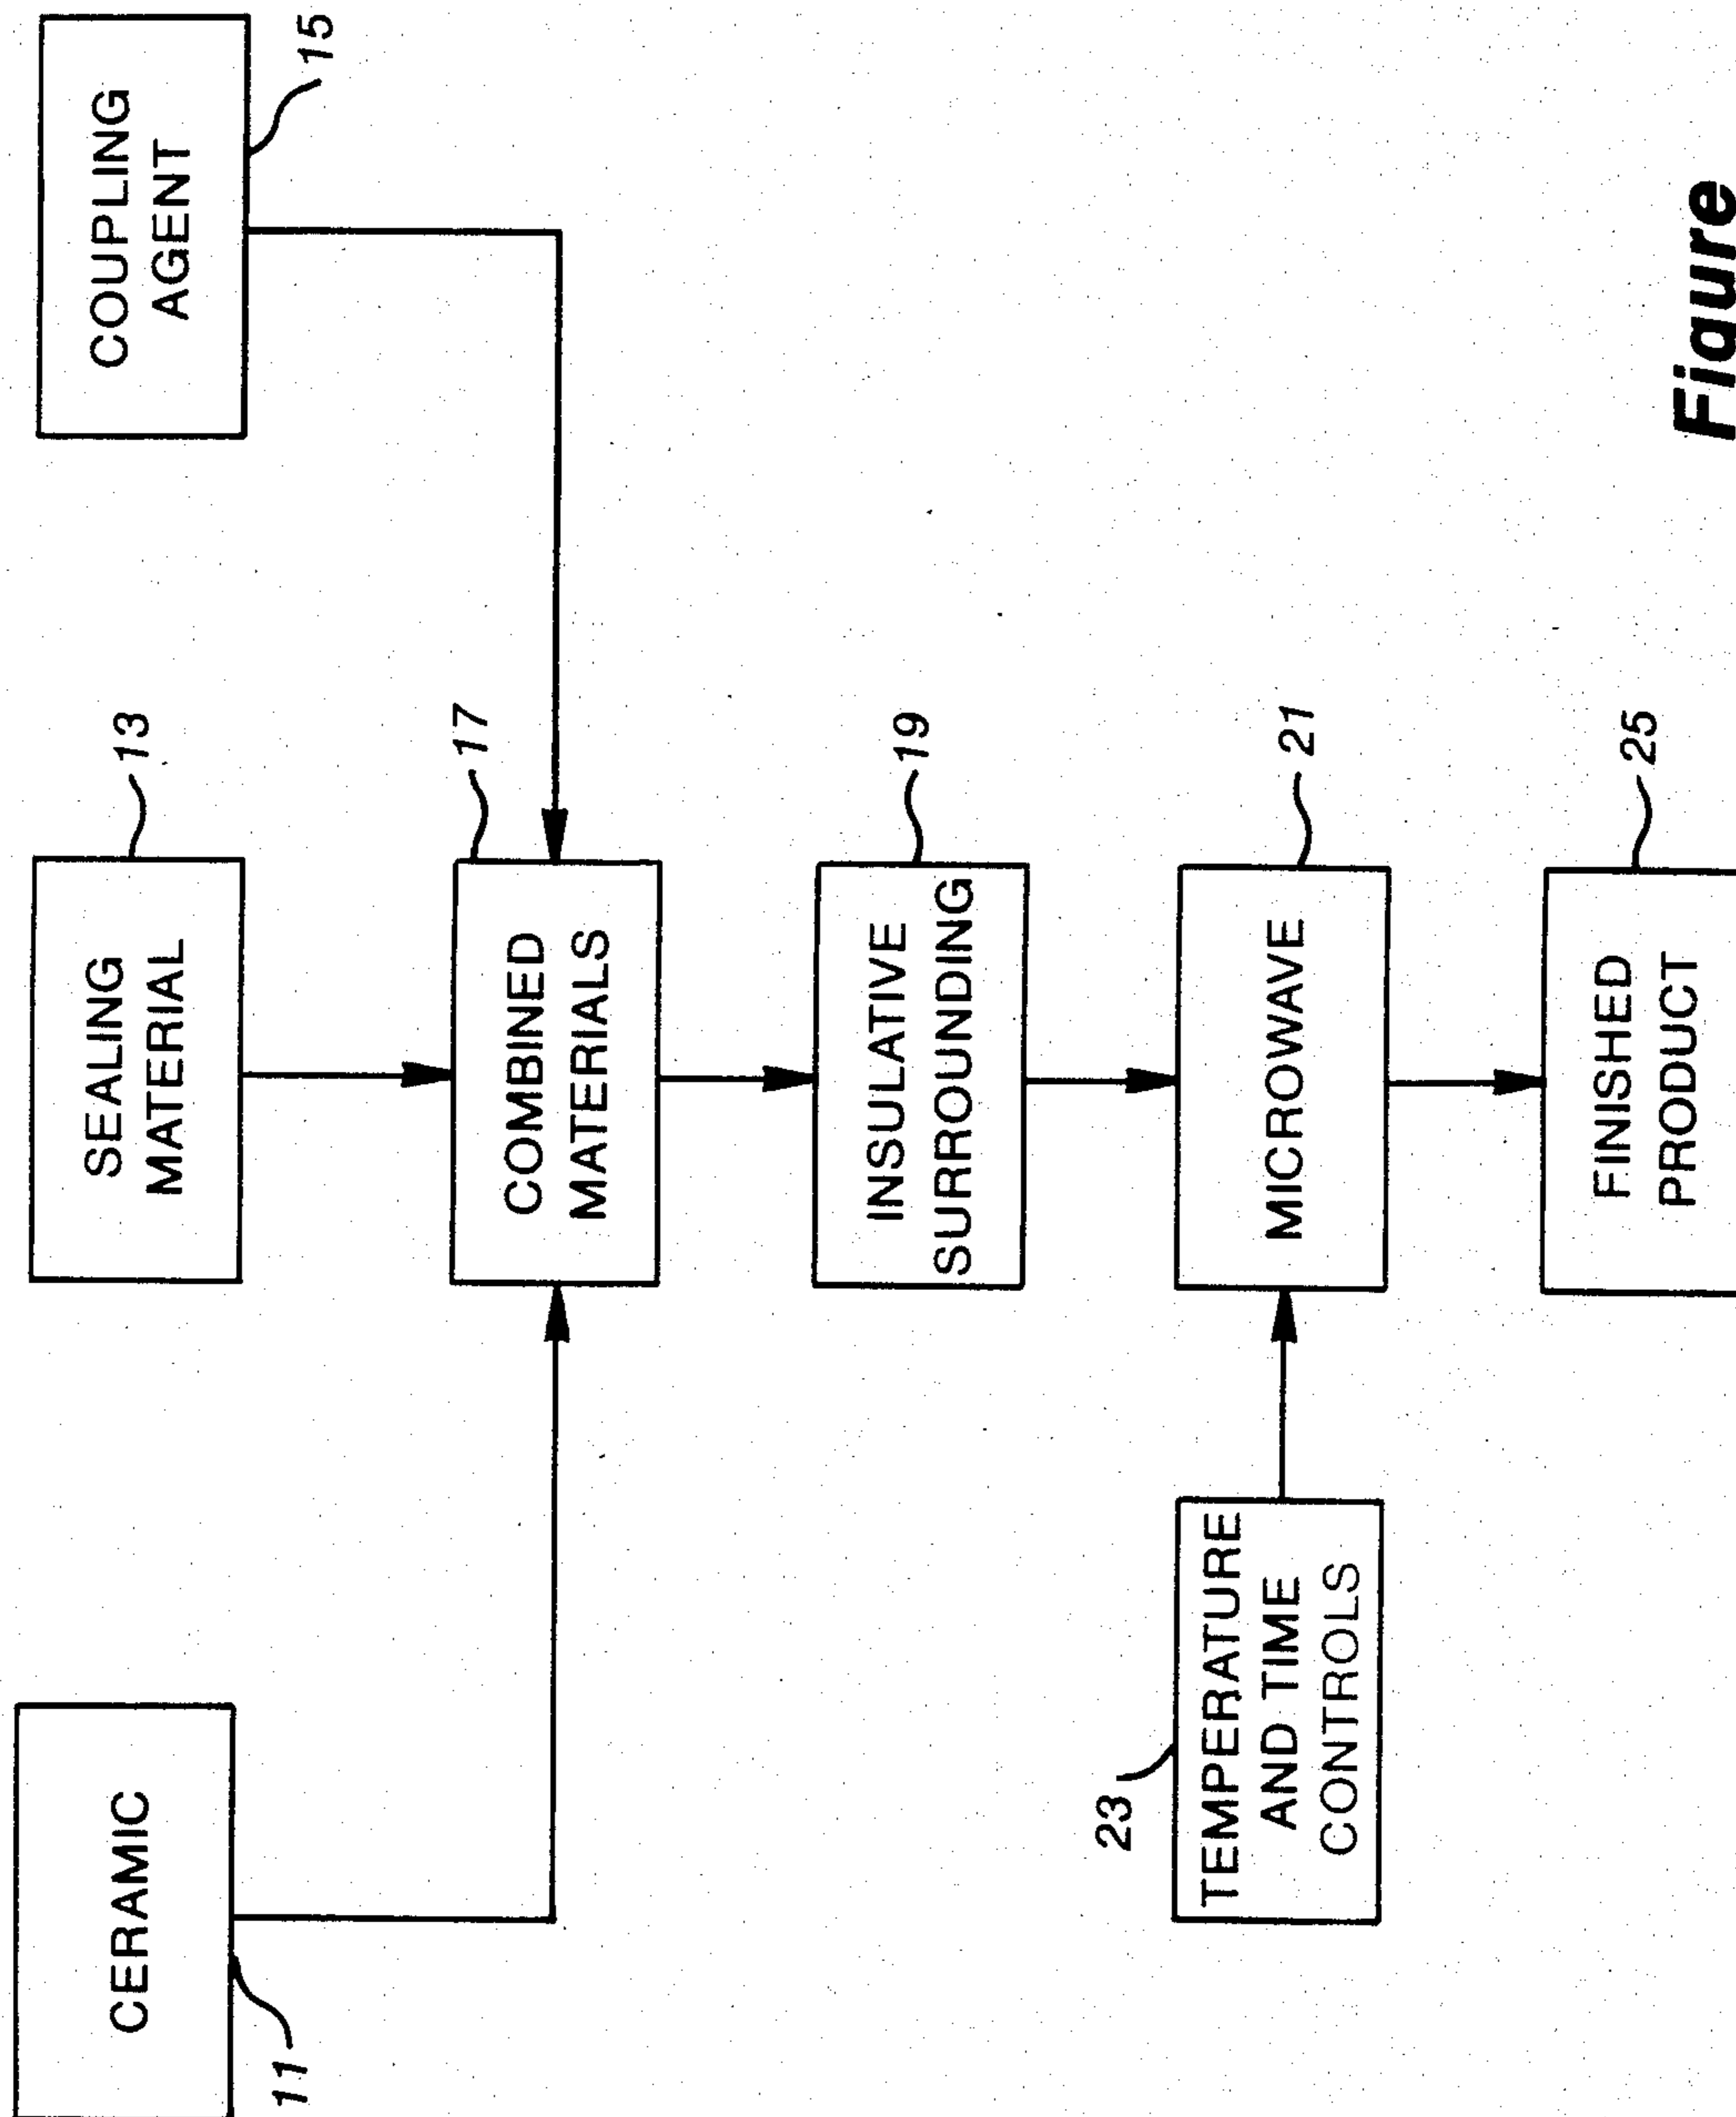 CERAMIC
11
SEALING
MATERIAL
13
COUPLING
AGENT
15
COMBINED
MATERIALS
17
INSULATIVE
SURROUNDING
19
23
TEMPERATURE
AND TIME
CONTROLS
MICROWAVE
21
FINISHED
PRODUCT
25
Figure